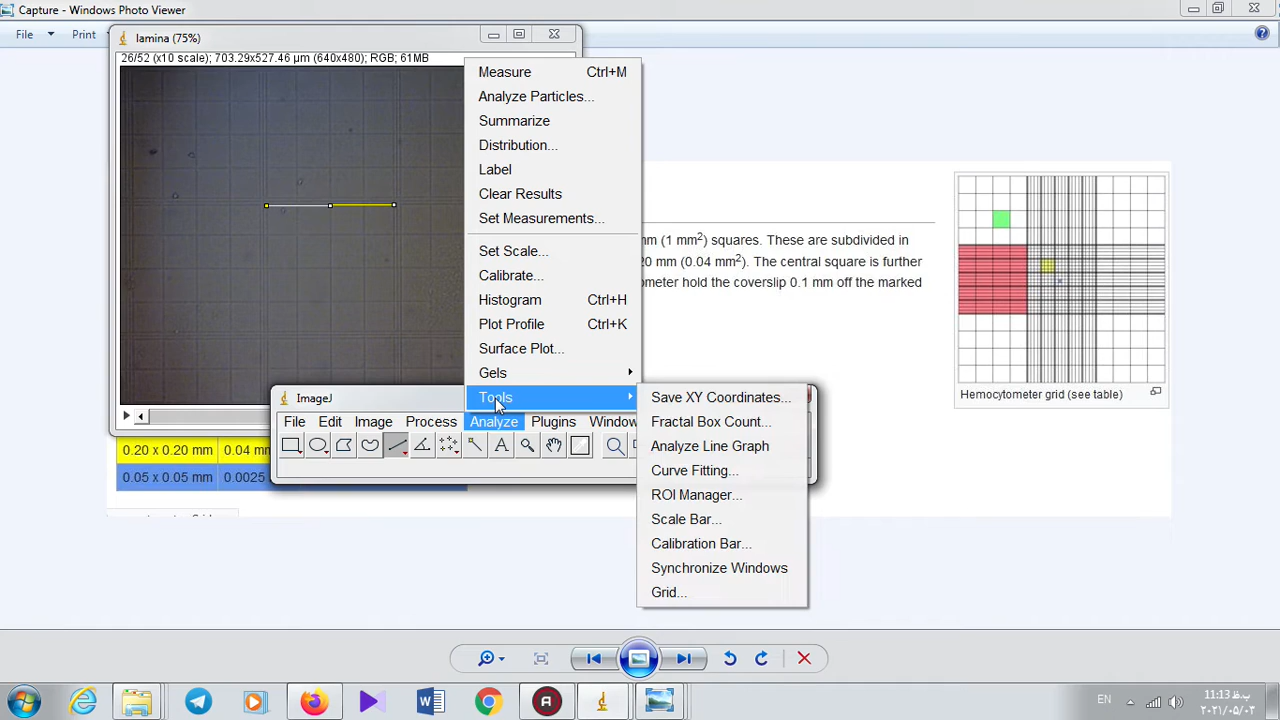 Capture - Windows Photo Viewer
File
Print
lamina (75%)
26/52 (x10 scale); 703.29x527.46 µm (640x480); RGB; 61MB
Measure Ctrl+M
Analyze Particles...
Summarize
Distribution...
Label
Clear Results
Set Measurements...
Set Scale...
Calibrate...
Histogram Ctrl+H
Plot Profile Ctrl+K
Surface Plot...
Gels
Tools
Save XY Coordinates...
Fractal Box Count...
Analyze Line Graph
Curve Fitting...
ROI Manager...
Scale Bar...
Calibration Bar...
Synchronize Windows
Grid...
(1 mm²) squares. These are subdivided in
mm (0.04 mm²). The central square is further
hold the coverslip 0.1 mm off the marked
Hemocytometer grid (see table)
ImageJ
File Edit Image Process Analyze Plugins Window
A
0.20 x 0.20 mm 0.04
0.05 x 0.05 mm 0.0025
EN
11:13 ب.ظ
۲۰۲۱/۰۵/۰۳